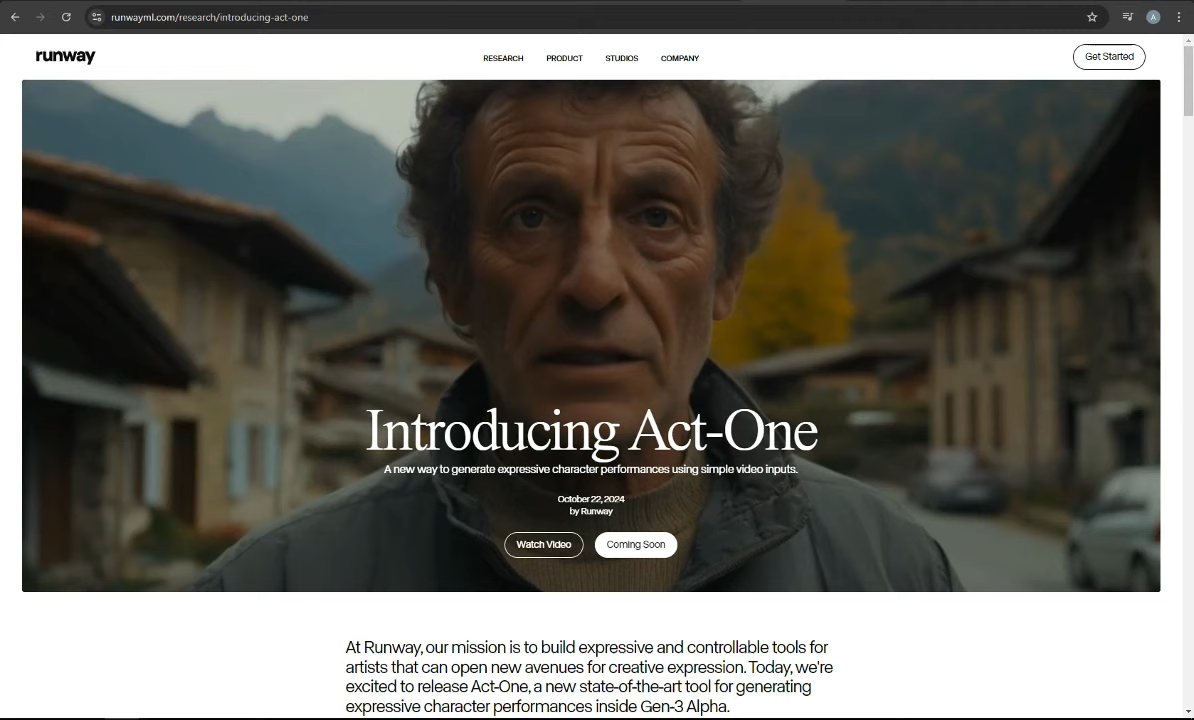 runwayml.com/research/introducing-act-one
A
runway
RESEARCH PRODUCT STUDIOS COMPANY
Get Started
Introducing Act-One
A new way to generate expressive character performances using simple video inputs.
October 22, 2024
by Runway
Watch Video Coming Soon
At Runway, our mission is to build expressive and controllable tools for
artists that can open new avenues for creative expression. Today, we're
excited to release Act-One, a new state-of-the-art tool for generating
expressive character performances inside Gen-3 Alpha.